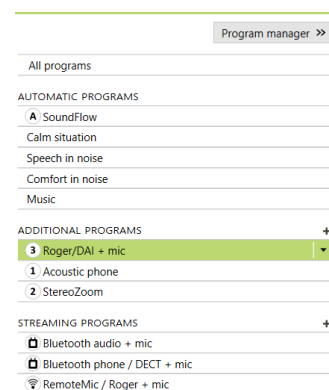 Program manager »
All programs
AUTOMATIC PROGRAMS
A SoundFlow
Calm situation
Speech in noise
Comfort in noise
Music
ADDITIONAL PROGRAMS +
3 Roger/DAI + mic
1 Acoustic phone
2 StereoZoom
STREAMING PROGRAMS +
Bluetooth audio + mic
Bluetooth phone / DECT + mic
RemoteMic / Roger + mic